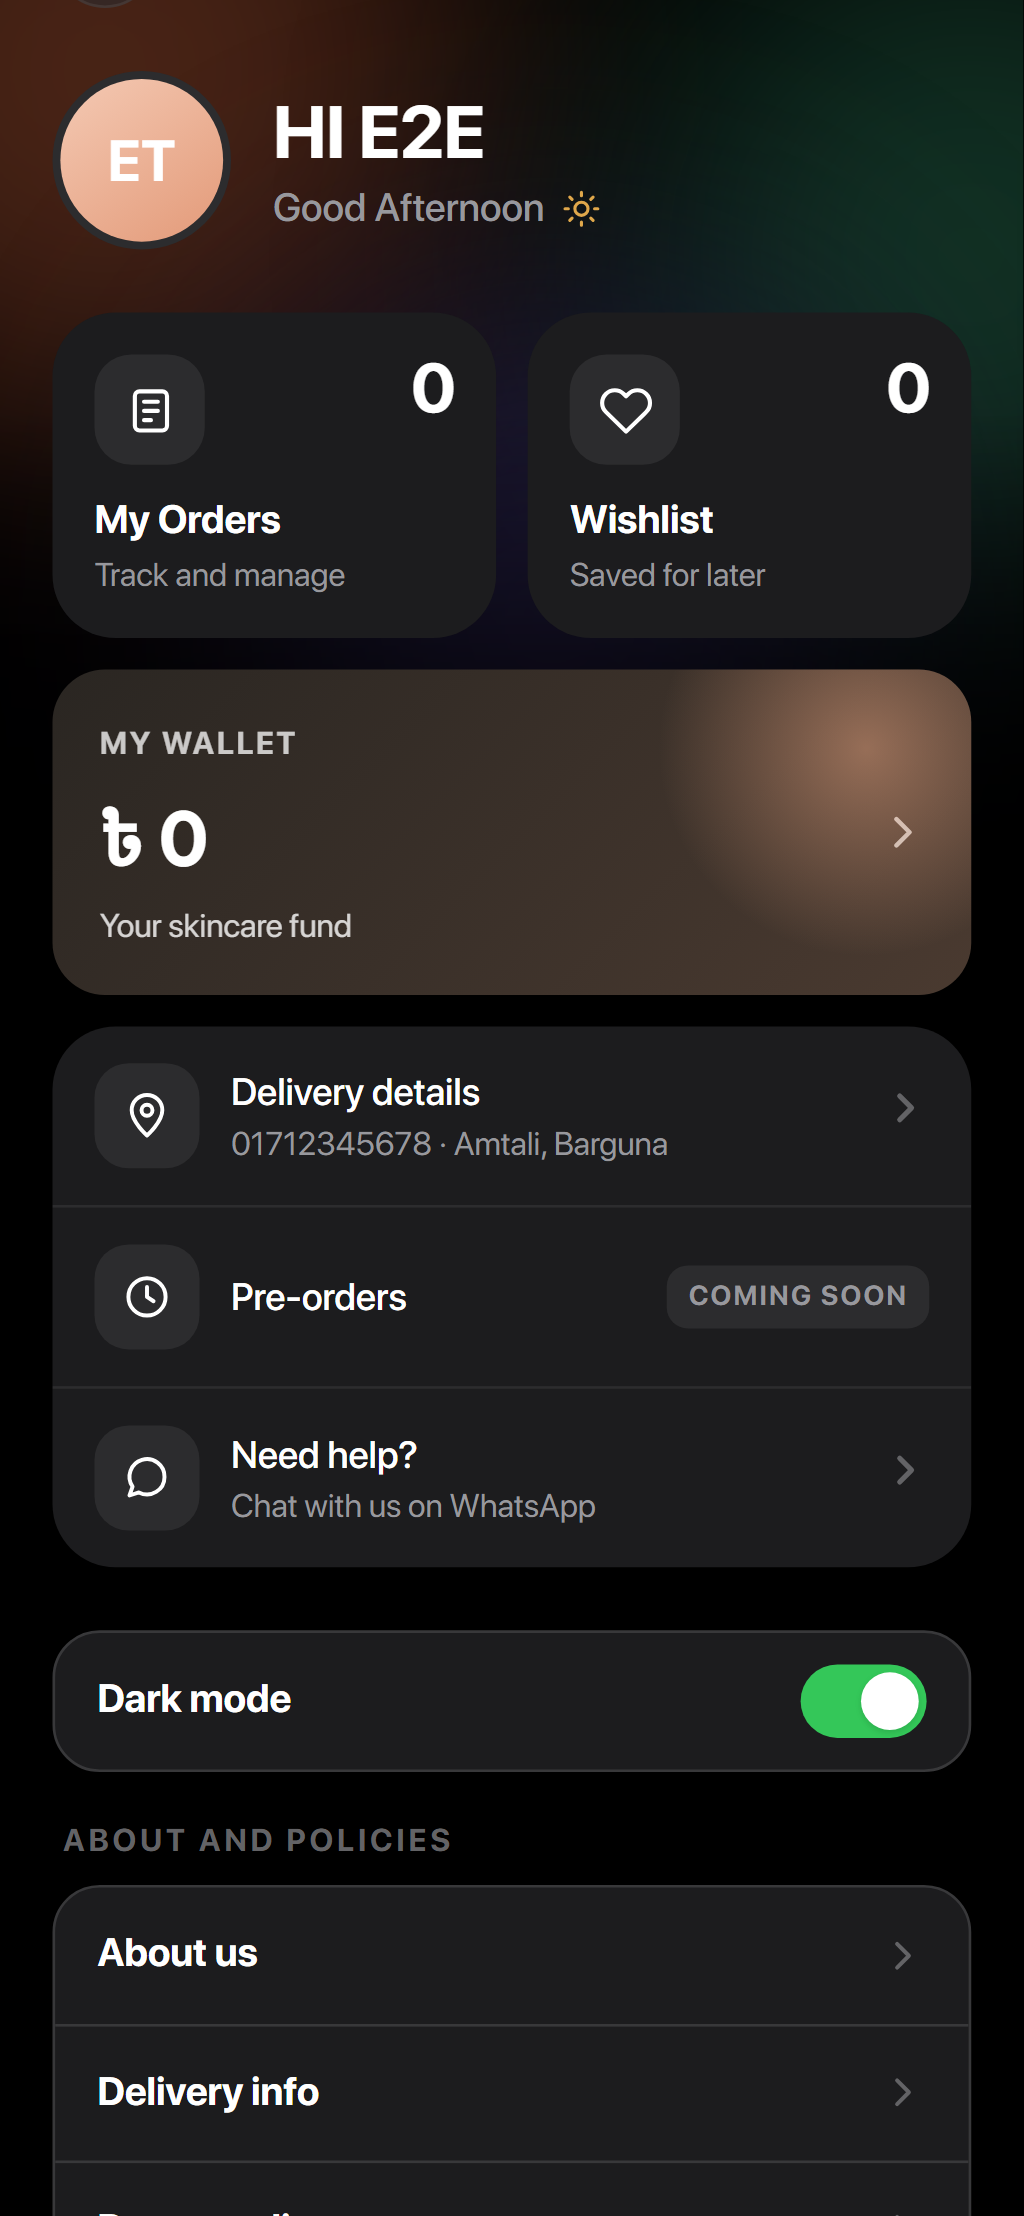 ET
HI E2E
Good Afternoon
0
My Orders
Track and manage
0
Wishlist
Saved for later
MY WALLET
৳ 0
Your skincare fund
Delivery details
01712345678 · Amtali, Barguna
Pre-orders
COMING SOON
Need help?
Chat with us on WhatsApp
Dark mode
ABOUT AND POLICIES
About us
Delivery info